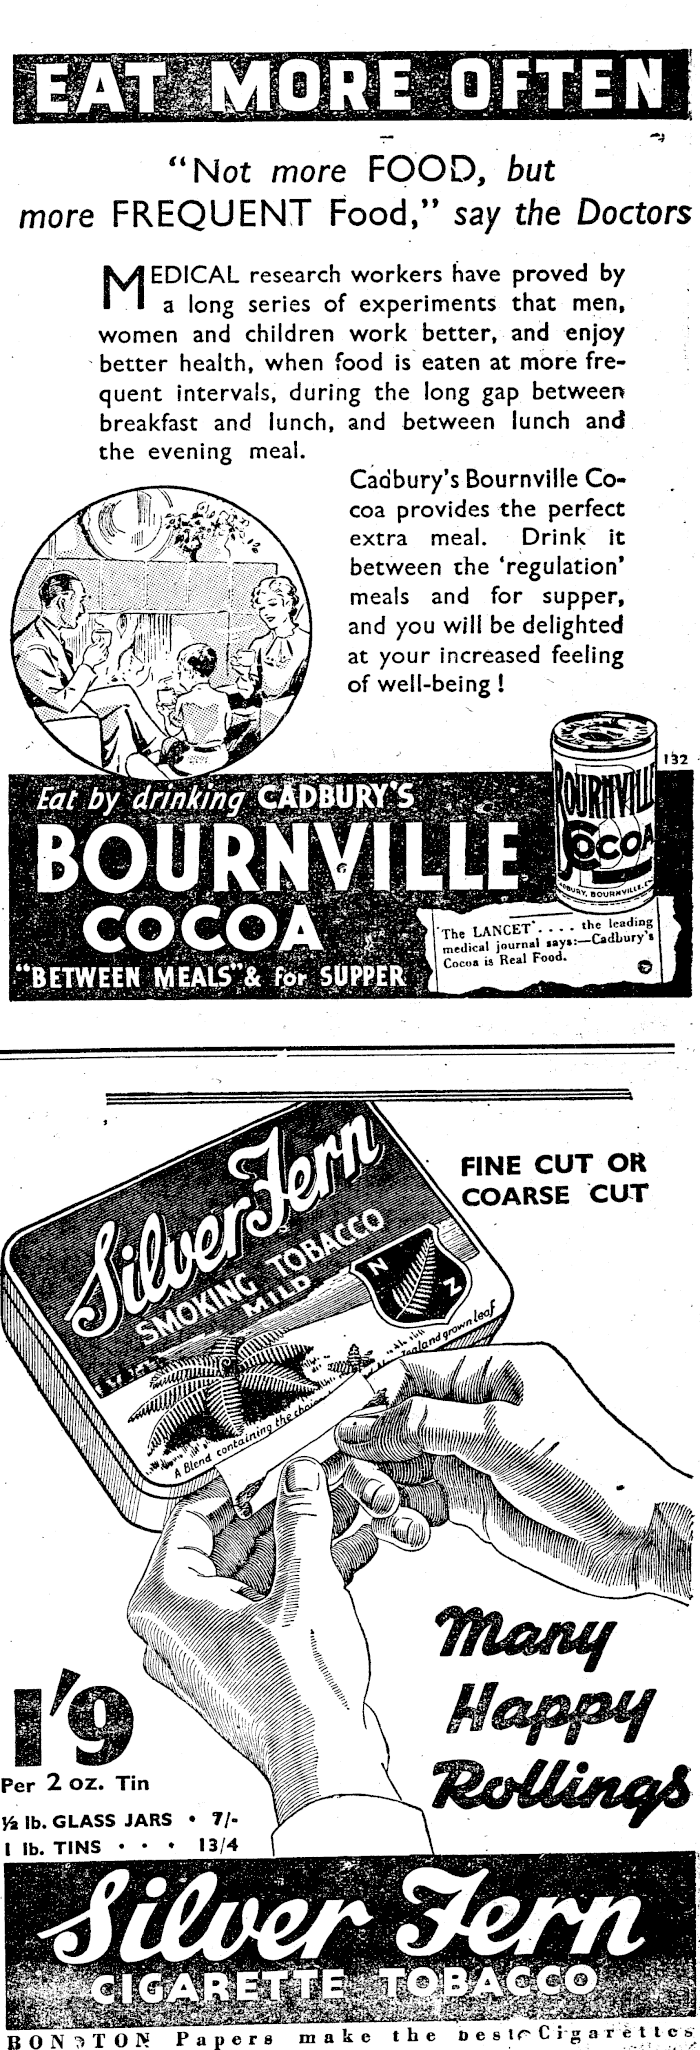 EAT MORE OFTEN
"Not more FOOD, but
more FREQUENT Food," say the Doctors
MEDICAL research workers have proved by
a long series of experiments that men,
women and children work better, and enjoy
better health, when food is eaten at more fre-
quent intervals, during the long gap between
breakfast and lunch, and between lunch and
the evening meal.
Cadbury's Bournville Co-
coa provides the perfect
extra meal. Drink it
between the 'regulation'
meals and for supper,
and you will be delighted
at your increased feeling
of well-being !
132
BOURNVILLE
COCOA
CADBURY, BOURNVILLE,
Eat by drinking CADBURY'S
BOURNVILLE
COCOA
"BETWEEN MEALS" & for SUPPER
'The LANCET' . . . . the leading
medical journal says:—Cadbury's
Cocoa is Real Food.
FINE CUT OR
COARSE CUT
Silver Fern
SMOKING TOBACCO
MILD
N Z
A Blend containing the
grown leaf
Many
Happy
Rollings
1'9
Per 2 oz. Tin
½ lb. GLASS JARS • 7/-
1 lb. TINS • • • 13/4
Silver Fern
CIGARETTE TOBACCO
BON TON Papers make the best Cigarettes